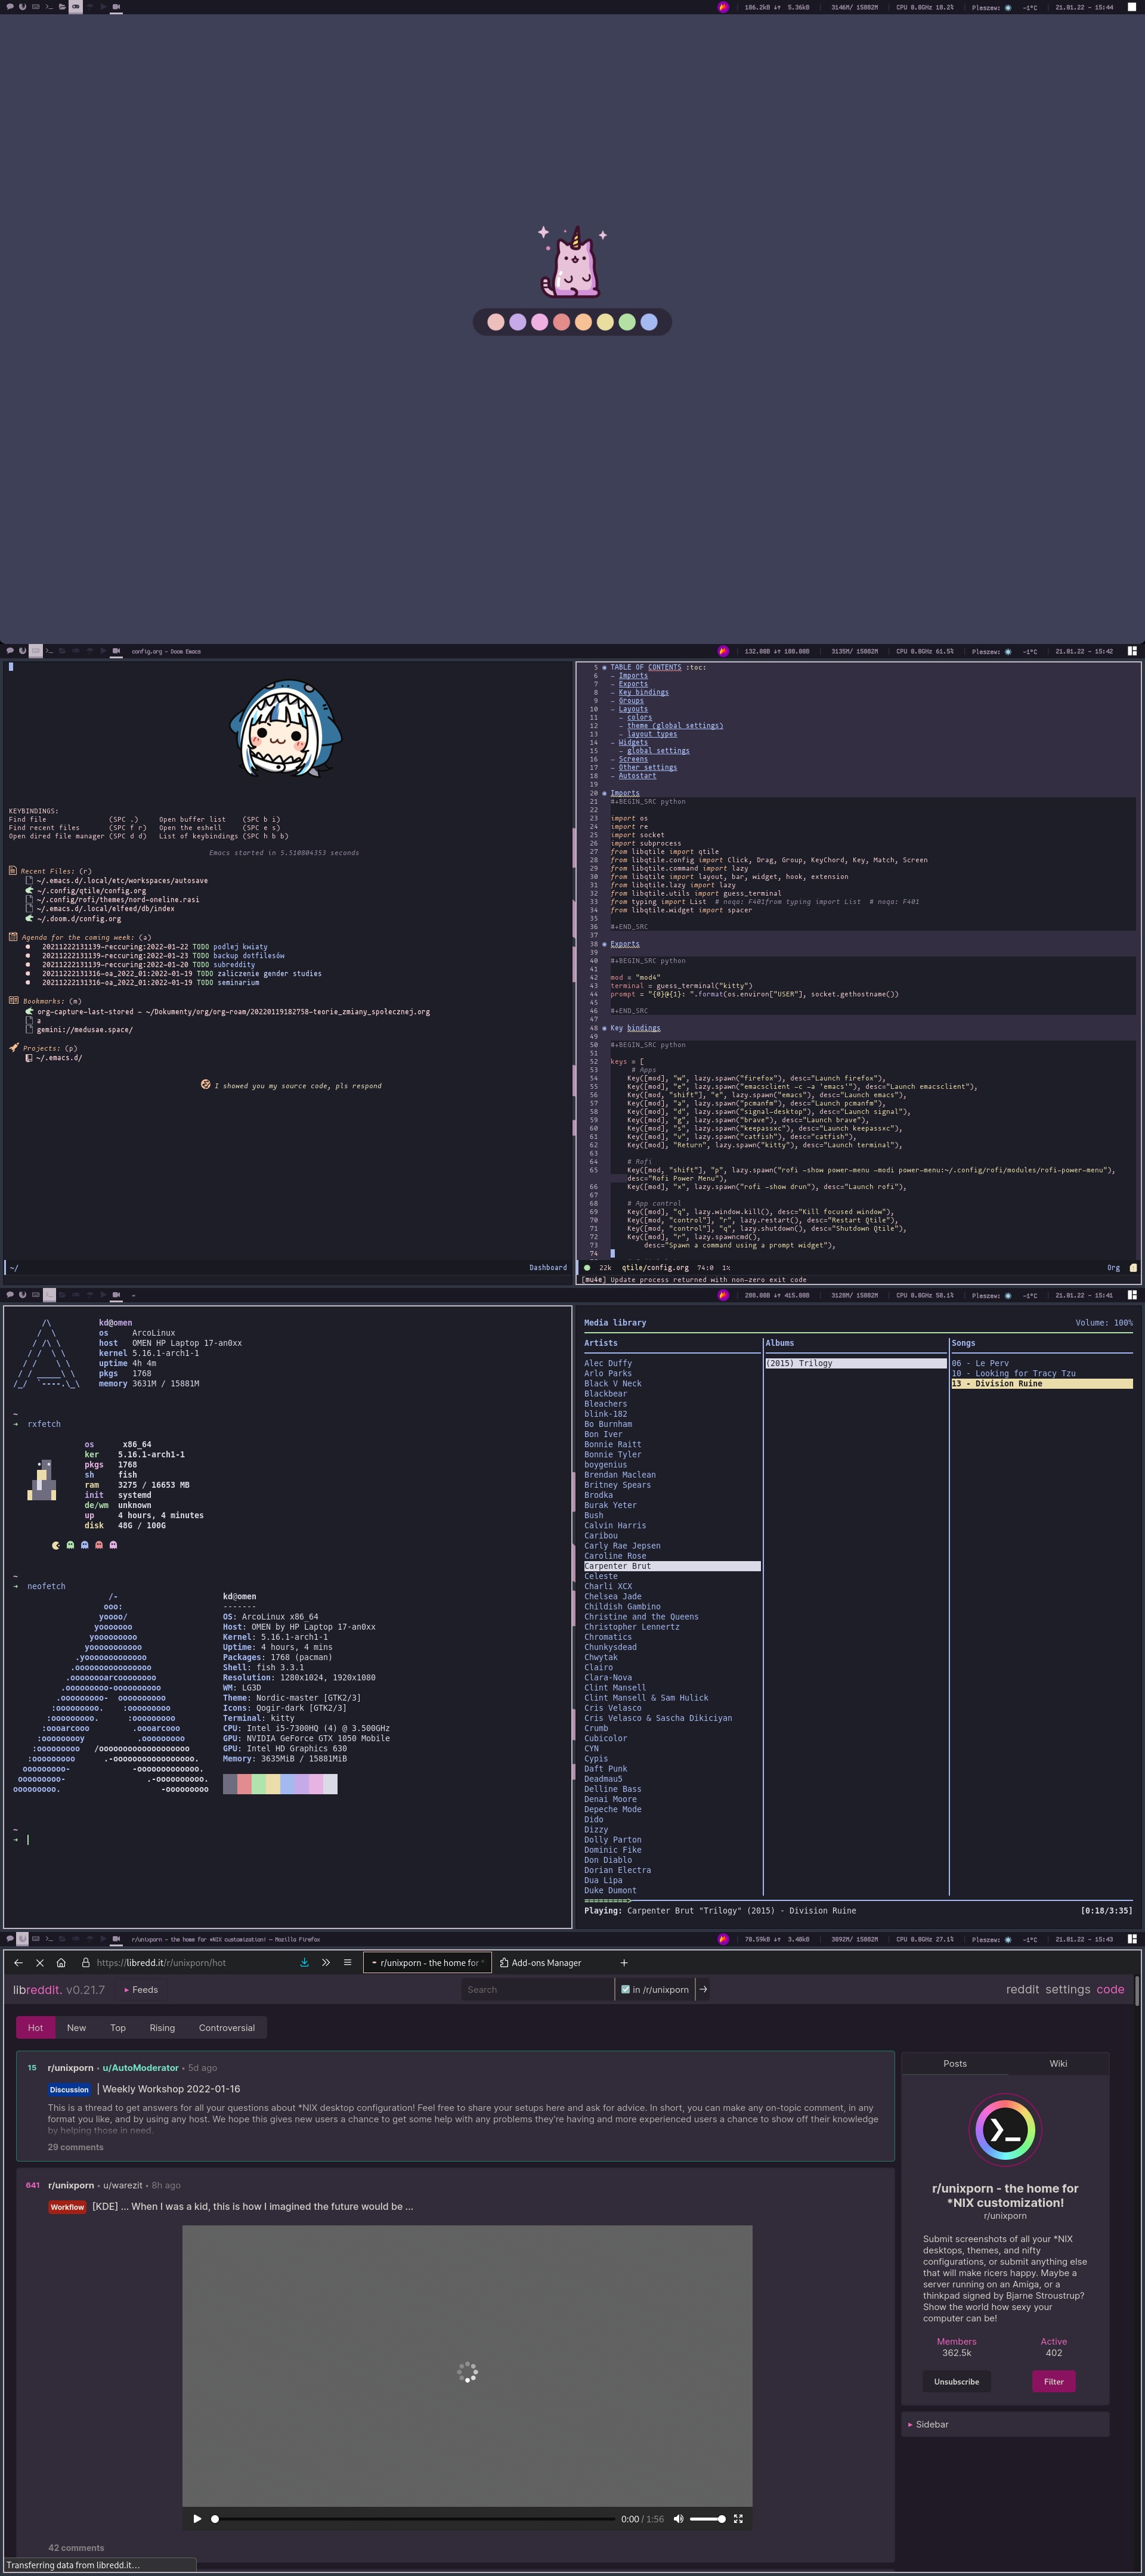 186.2kB ↓↑ 5.36kB | 3146M/ 15882M | CPU 0.8GHz 18.2% | Pleszew: -1°C | 21.01.22 - 15:44
config.org - Doom Emacs
132.00B ↓↑ 180.00B | 3135M/ 15882M | CPU 0.8GHz 61.5% | Pleszew: -1°C | 21.01.22 - 15:42
KEYBINDINGS:
Find file (SPC .) Open buffer list (SPC b i)
Find recent files (SPC f r) Open the eshell (SPC e s)
Open dired file manager (SPC d d) List of keybindings (SPC h b b)
Emacs started in 5.510804353 seconds
Recent Files: (r)
~/.emacs.d/.local/etc/workspaces/autosave
~/.config/qtile/config.org
~/.config/rofi/themes/nord-oneline.rasi
~/.emacs.d/.local/elfeed/db/index
~/.doom.d/config.org
Agenda for the coming week: (a)
20211222131139-reccuring:2022-01-22 TODO podlej kwiaty
20211222131139-reccuring:2022-01-23 TODO backup dotfilesów
20211222131139-reccuring:2022-01-20 TODO subreddity
20211222131316-oa_2022_01:2022-01-19 TODO zaliczenie gender studies
20211222131316-oa_2022_01:2022-01-19 TODO seminarium
Bookmarks: (m)
org-capture-last-stored - ~/Dokumenty/org/org-roam/20220119182758-teorie_zmiany_społecznej.org
a
gemini://medusae.space/
Projects: (p)
~/.emacs.d/
I showed you my source code, pls respond
~/ Dashboard
5 TABLE OF CONTENTS :toc:
6 - Imports
7 - Exports
8 - Key bindings
9 - Groups
10 - Layouts
11 - colors
12 - theme (global settings)
13 - layout types
14 - Widgets
15 - global settings
16 - Screens
17 - Other settings
18 - Autostart
19
20 Imports
21 #+BEGIN_SRC python
22
23 import os
24 import re
25 import socket
26 import subprocess
27 from libqtile import qtile
28 from libqtile.config import Click, Drag, Group, KeyChord, Key, Match, Screen
29 from libqtile.command import lazy
30 from libqtile import layout, bar, widget, hook, extension
31 from libqtile.lazy import lazy
32 from libqtile.utils import guess_terminal
33 from typing import List # noqa: F401from typing import List # noqa: F401
34 from libqtile.widget import spacer
35
36 #+END_SRC
37
38 Exports
39
40 #+BEGIN_SRC python
41
42 mod = "mod4"
43 terminal = guess_terminal("kitty")
44 prompt = "{0}@{1}: ".format(os.environ["USER"], socket.gethostname())
45
46 #+END_SRC
47
48 Key bindings
49
50 #+BEGIN_SRC python
51
52 keys = [
53 # Apps
54 Key([mod], "w", lazy.spawn("firefox"), desc="Launch firefox"),
55 Key([mod], "e", lazy.spawn("emacsclient -c -a 'emacs'"), desc="Launch emacsclient"),
56 Key([mod, "shift"], "e", lazy.spawn("emacs"), desc="Launch emacs"),
57 Key([mod], "a", lazy.spawn("pcmanfm"), desc="Launch pcmanfm"),
58 Key([mod], "d", lazy.spawn("signal-desktop"), desc="Launch signal"),
59 Key([mod], "g", lazy.spawn("brave"), desc="Launch brave"),
60 Key([mod], "s", lazy.spawn("keepassxc"), desc="Launch keepassxc"),
61 Key([mod], "v", lazy.spawn("catfish"), desc="catfish"),
62 Key([mod], "Return", lazy.spawn("kitty"), desc="Launch terminal"),
63
64 # Rofi
65 Key([mod, "shift"], "p", lazy.spawn("rofi -show power-menu -modi power-menu:~/.config/rofi/modules/rofi-power-menu"),
desc="Rofi Power Menu"),
66 Key([mod], "x", lazy.spawn("rofi -show drun"), desc="Launch rofi"),
67
68 # App control
69 Key([mod], "q", lazy.window.kill(), desc="Kill focused window"),
70 Key([mod, "control"], "r", lazy.restart(), desc="Restart Qtile"),
71 Key([mod, "control"], "q", lazy.shutdown(), desc="Shutdown Qtile"),
72 Key([mod], "r", lazy.spawncmd(),
73 desc="Spawn a command using a prompt widget"),
74
22k qtile/config.org 74:0 1% Org
[mu4e] Update process returned with non-zero exit code
208.00B ↓↑ 415.00B | 3128M/ 15882M | CPU 0.8GHz 58.1% | Pleszew: -1°C | 21.01.22 - 15:41
kd@omen
os ArcoLinux
host OMEN HP Laptop 17-an0xx
kernel 5.16.1-arch1-1
uptime 4h 4m
pkgs 1768
memory 3631M / 15881M
~
→ rxfetch
os x86_64
ker 5.16.1-arch1-1
pkgs 1768
sh fish
ram 3275 / 16653 MB
init systemd
de/wm unknown
up 4 hours, 4 minutes
disk 48G / 100G
~
→ neofetch
kd@omen
-------
OS: ArcoLinux x86_64
Host: OMEN by HP Laptop 17-an0xx
Kernel: 5.16.1-arch1-1
Uptime: 4 hours, 4 mins
Packages: 1768 (pacman)
Shell: fish 3.3.1
Resolution: 1280x1024, 1920x1080
WM: LG3D
Theme: Nordic-master [GTK2/3]
Icons: Qogir-dark [GTK2/3]
Terminal: kitty
CPU: Intel i5-7300HQ (4) @ 3.500GHz
GPU: NVIDIA GeForce GTX 1050 Mobile
GPU: Intel HD Graphics 630
Memory: 3635MiB / 15881MiB
~
→
Media library Volume: 100%
Artists Albums Songs
Alec Duffy
Arlo Parks
Black V Neck
Blackbear
Bleachers
blink-182
Bo Burnham
Bon Iver
Bonnie Raitt
Bonnie Tyler
boygenius
Brendan Maclean
Britney Spears
Brodka
Burak Yeter
Bush
Calvin Harris
Caribou
Carly Rae Jepsen
Caroline Rose
Carpenter Brut
Celeste
Charli XCX
Chelsea Jade
Childish Gambino
Christine and the Queens
Christopher Lennertz
Chromatics
Chunkysdead
Chwytak
Clairo
Clara-Nova
Clint Mansell
Clint Mansell & Sam Hulick
Cris Velasco
Cris Velasco & Sascha Dikiciyan
Crumb
Cubicolor
CYN
Cypis
Daft Punk
Deadmau5
Delline Bass
Denai Moore
Depeche Mode
Dido
Dizzy
Dolly Parton
Dominic Fike
Don Diablo
Dorian Electra
Dua Lipa
Duke Dumont
(2015) Trilogy
06 - Le Perv
10 - Looking for Tracy Tzu
13 - Division Ruine
Playing: Carpenter Brut "Trilogy" (2015) - Division Ruine [0:18/3:35]
r/unixporn - the home for *NIX customization! — Mozilla Firefox
70.59kB ↓↑ 3.48kB | 3092M/ 15882M | CPU 0.8GHz 27.1% | Pleszew: -1°C | 21.01.22 - 15:43
https://libredd.it/r/unixporn/hot
r/unixporn - the home for *
Add-ons Manager
libreddit. v0.21.7 Feeds
Search in /r/unixporn →
reddit settings code
Hot New Top Rising Controversial
15 r/unixporn • u/AutoModerator • 5d ago
Discussion | Weekly Workshop 2022-01-16
This is a thread to get answers for all your questions about *NIX desktop configuration! Feel free to share your setups here and ask for advice. In short, you can make any on-topic comment, in any
format you like, and by using any host. We hope this gives new users a chance to get some help with any problems they're having and more experienced users a chance to show off their knowledge
by helping those in need.
29 comments
641 r/unixporn • u/warezit • 8h ago
Workflow [KDE] ... When I was a kid, this is how I imagined the future would be ...
0:00 / 1:56
42 comments
Transferring data from libredd.it...
Posts Wiki
r/unixporn - the home for
*NIX customization!
r/unixporn
Submit screenshots of all your *NIX
desktops, themes, and nifty
configurations, or submit anything else
that will make ricers happy. Maybe a
server running on an Amiga, or a
thinkpad signed by Bjarne Stroustrup?
Show the world how sexy your
computer can be!
Members Active
362.5k 402
Unsubscribe Filter
Sidebar